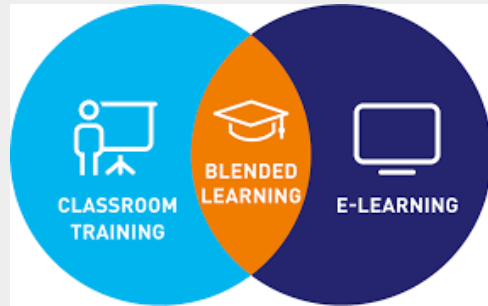 CLASSROOM
TRAINING
BLENDED
LEARNING
E-LEARNING